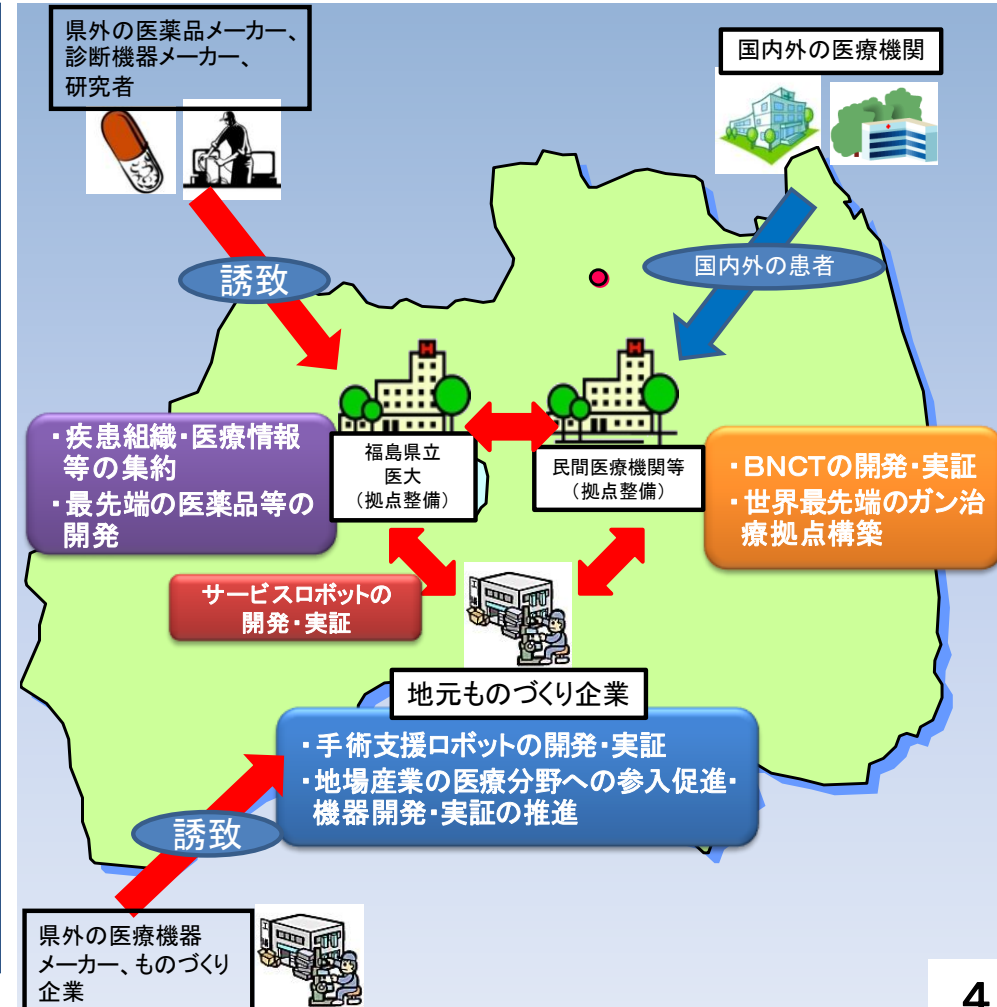 県外の医薬品メーカー、
診断機器メーカー、
研究者
国内外の医療機関
誘致
国内外の患者
・疾患組織・医療情報
等の集約
・最先端の医薬品等の
開発
福島県立
医大
（拠点整備）
民間医療機関等
（拠点整備）
・ＢＮＣＴの開発・実証
・世界最先端のガン治
療拠点構築
サービスロボットの
開発・実証
地元ものづくり企業
・手術支援ロボットの開発・実証
・地場産業の医療分野への参入促進・
機器開発・実証の推進
誘致
県外の医療機器
メーカー、ものづくり
企業
4